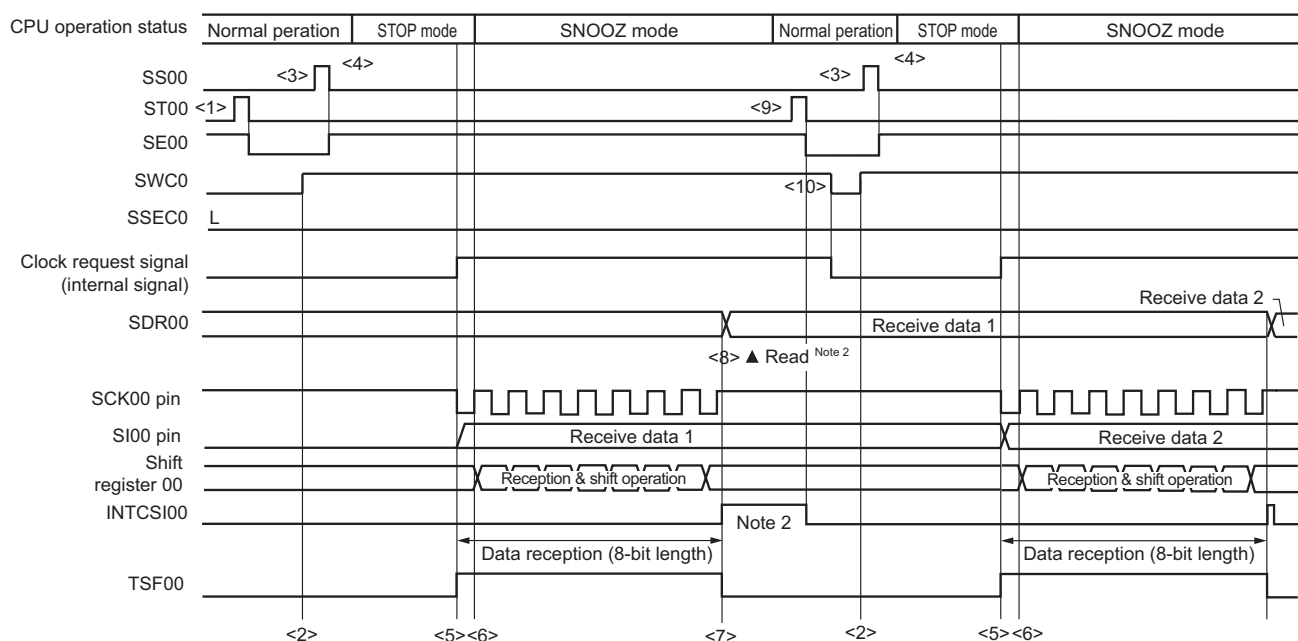 CPU operation status
Normal peration
STOP mode
SNOOZ mode
Normal peration
STOP mode
SNOOZ mode
SS00
<3>
<4>
<3>
<4>
ST00
<1>
<9>
SE00
SWC0
<10>
SSEC0
L
Clock request signal
(internal signal)
Receive data 2
SDR00
Receive data 1
<8> ▲ Read Note 2
SCK00 pin
SI00 pin
Receive data 1
Receive data 2
Shift
register 00
Reception & shift operation
Reception & shift operation
INTCSI00
Note 2
Data reception (8-bit length)
Data reception (8-bit length)
TSF00
<2>
<5>
<6>
<7>
<2>
<5>
<6>